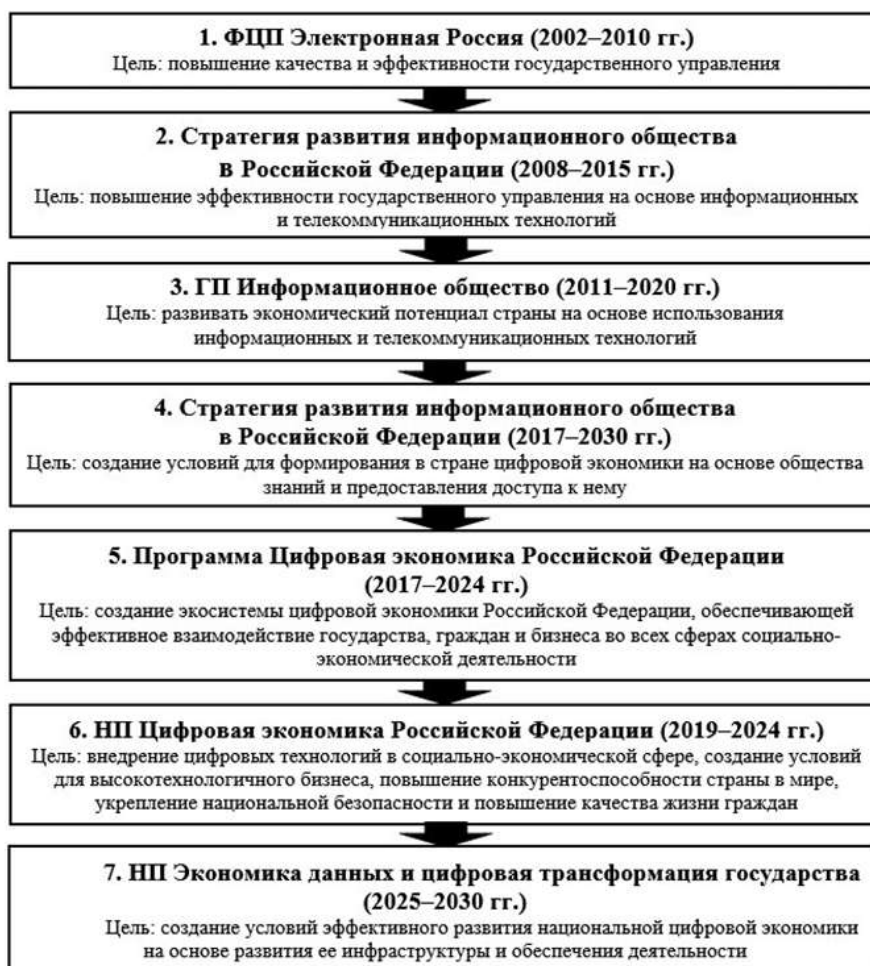 1. ФЦП Электронная Россия (2002–2010 гг.)
Цель: повышение качества и эффективности государственного управления
2. Стратегия развития информационного общества
в Российской Федерации (2008–2015 гг.)
Цель: повышение эффективности государственного управления на основе информационных
и телекоммуникационных технологий
3. ГП Информационное общество (2011–2020 гг.)
Цель: развивать экономический потенциал страны на основе использования
информационных и телекоммуникационных технологий
4. Стратегия развития информационного общества
в Российской Федерации (2017–2030 гг.)
Цель: создание условий для формирования в стране цифровой экономики на основе общества
знаний и предоставления доступа к нему
5. Программа Цифровая экономика Российской Федерации
(2017–2024 гг.)
Цель: создание экосистемы цифровой экономики Российской Федерации, обеспечивающей
эффективное взаимодействие государства, граждан и бизнеса во всех сферах социально-
экономической деятельности
6. НП Цифровая экономика Российской Федерации (2019–2024 гг.)
Цель: внедрение цифровых технологий в социально-экономической сфере, создание условий
для высокотехнологичного бизнеса, повышение конкурентоспособности страны в мире,
укрепление национальной безопасности и повышение качества жизни граждан
7. НП Экономика данных и цифровая трансформация государства
(2025–2030 гг.)
Цель: создание условий эффективного развития национальной цифровой экономики
на основе развития ее инфраструктуры и обеспечения деятельности